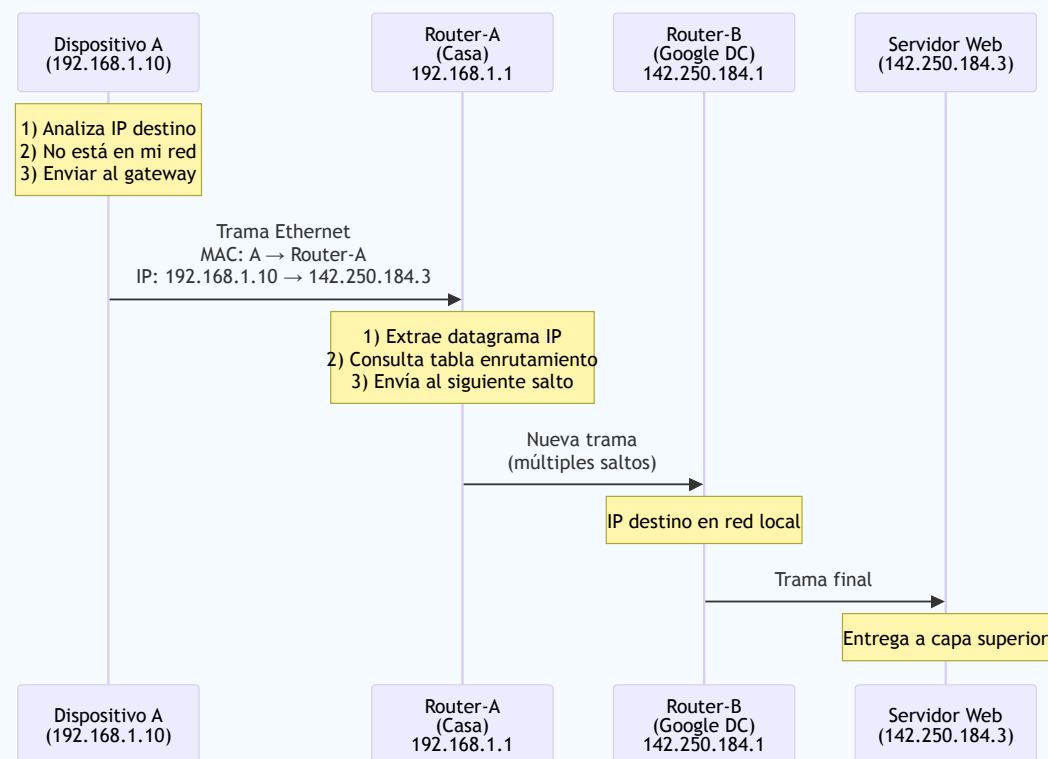 Dispositivo A
(192.168.1.10)
Router-A
(Casa)
192.168.1.1
Router-B
(Google DC)
142.250.184.1
Servidor Web
(142.250.184.3)
1) Analiza IP destino
2) No está en mi red
3) Enviar al gateway
Trama Ethernet
MAC: A → Router-A
IP: 192.168.1.10 → 142.250.184.3
1) Extrae datagrama IP
2) Consulta tabla enrutamiento
3) Envía al siguiente salto
Nueva trama
(múltiples saltos)
IP destino en red local
Trama final
Entrega a capa superior
Dispositivo A
(192.168.1.10)
Router-A
(Casa)
192.168.1.1
Router-B
(Google DC)
142.250.184.1
Servidor Web
(142.250.184.3)